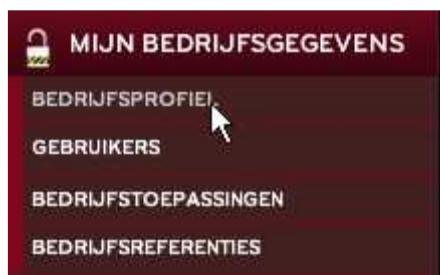 MIJN BEDRIJFSGEGEVENS
BEDRIJFSPROFIEL
GEBRUIKERS
BEDRIJFSTOEPASSINGEN
BEDRIJFSREFERENTIES